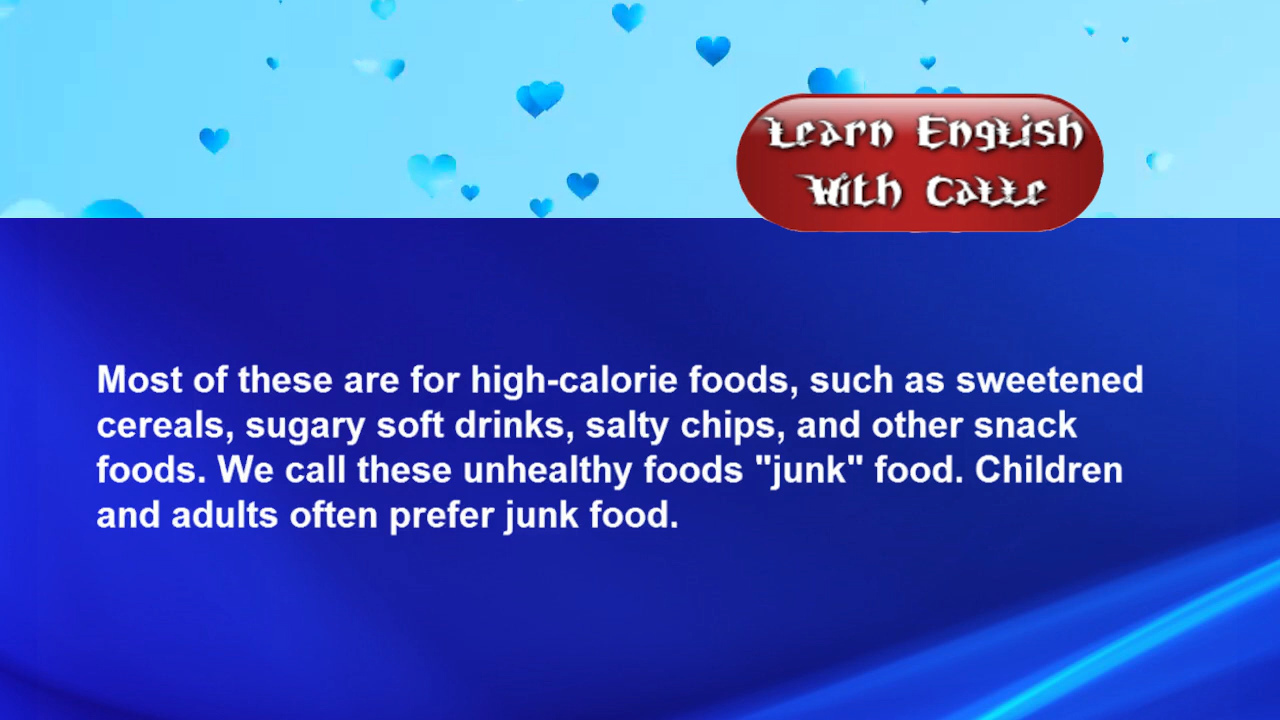 Learn English
With Catte
Most of these are for high-calorie foods, such as sweetened
cereals, sugary soft drinks, salty chips, and other snack
foods. We call these unhealthy foods "junk" food. Children
and adults often prefer junk food.